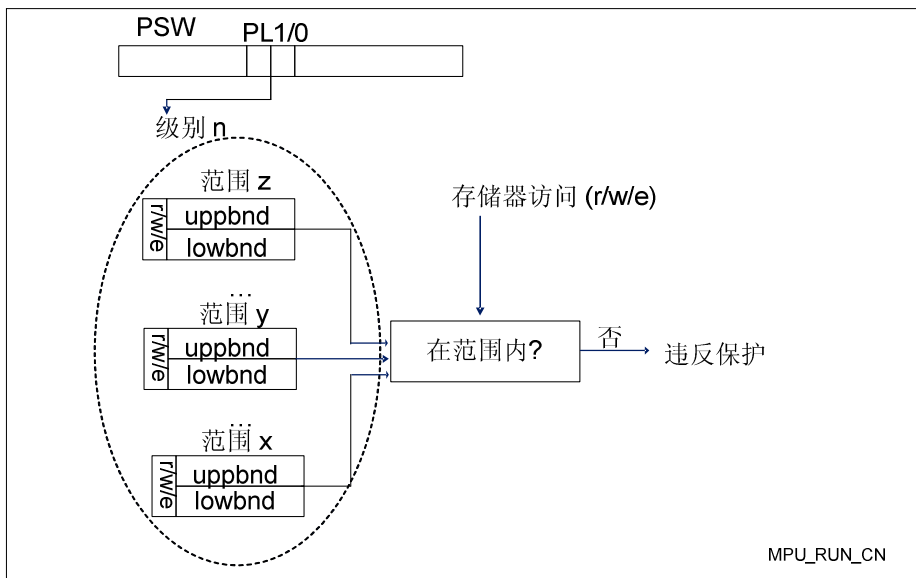 PSW PL1/0
级别 n
范围 z
r/w/e
uppbnd
lowbnd
存储器访问 (r/w/e)
...
范围 y
r/w/e
uppbnd
lowbnd
在范围内?
否
违反保护
...
范围 x
r/w/e
uppbnd
lowbnd
MPU_RUN_CN